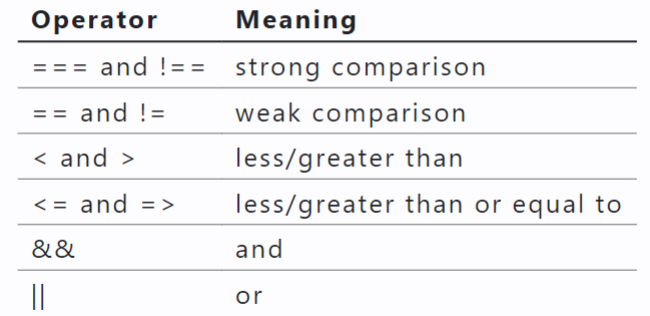 Operator Meaning
=== and !== strong comparison
== and != weak comparison
< and > less/greater than
<= and => less/greater than or equal to
&& and
|| or